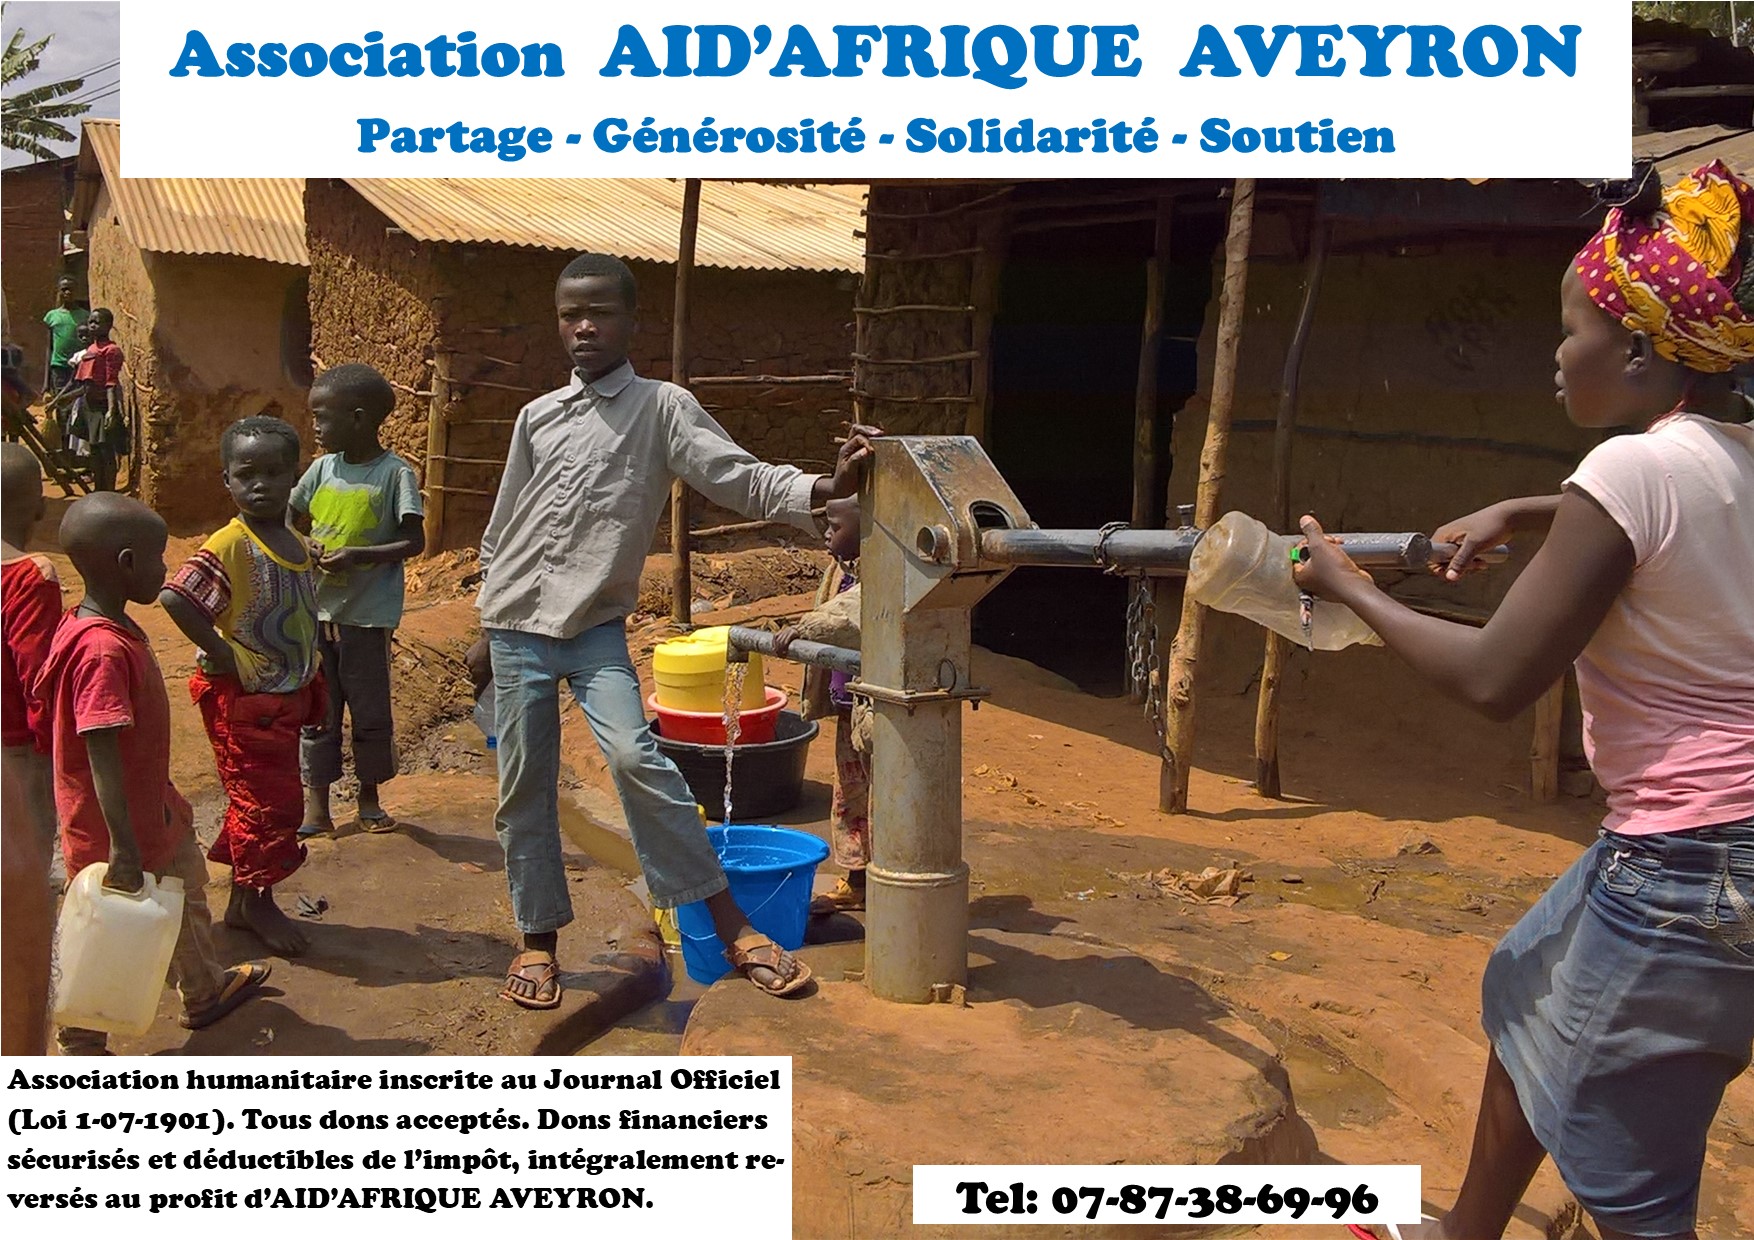 Association AID’AFRIQUE AVEYRON
Partage - Générosité - Solidarité - Soutien
Association humanitaire inscrite au Journal Officiel
(Loi 1-07-1901). Tous dons acceptés. Dons financiers
sécurisés et déductibles de l’impôt, intégralement re-
versés au profit d’AID’AFRIQUE AVEYRON.
Tel: 07-87-38-69-96